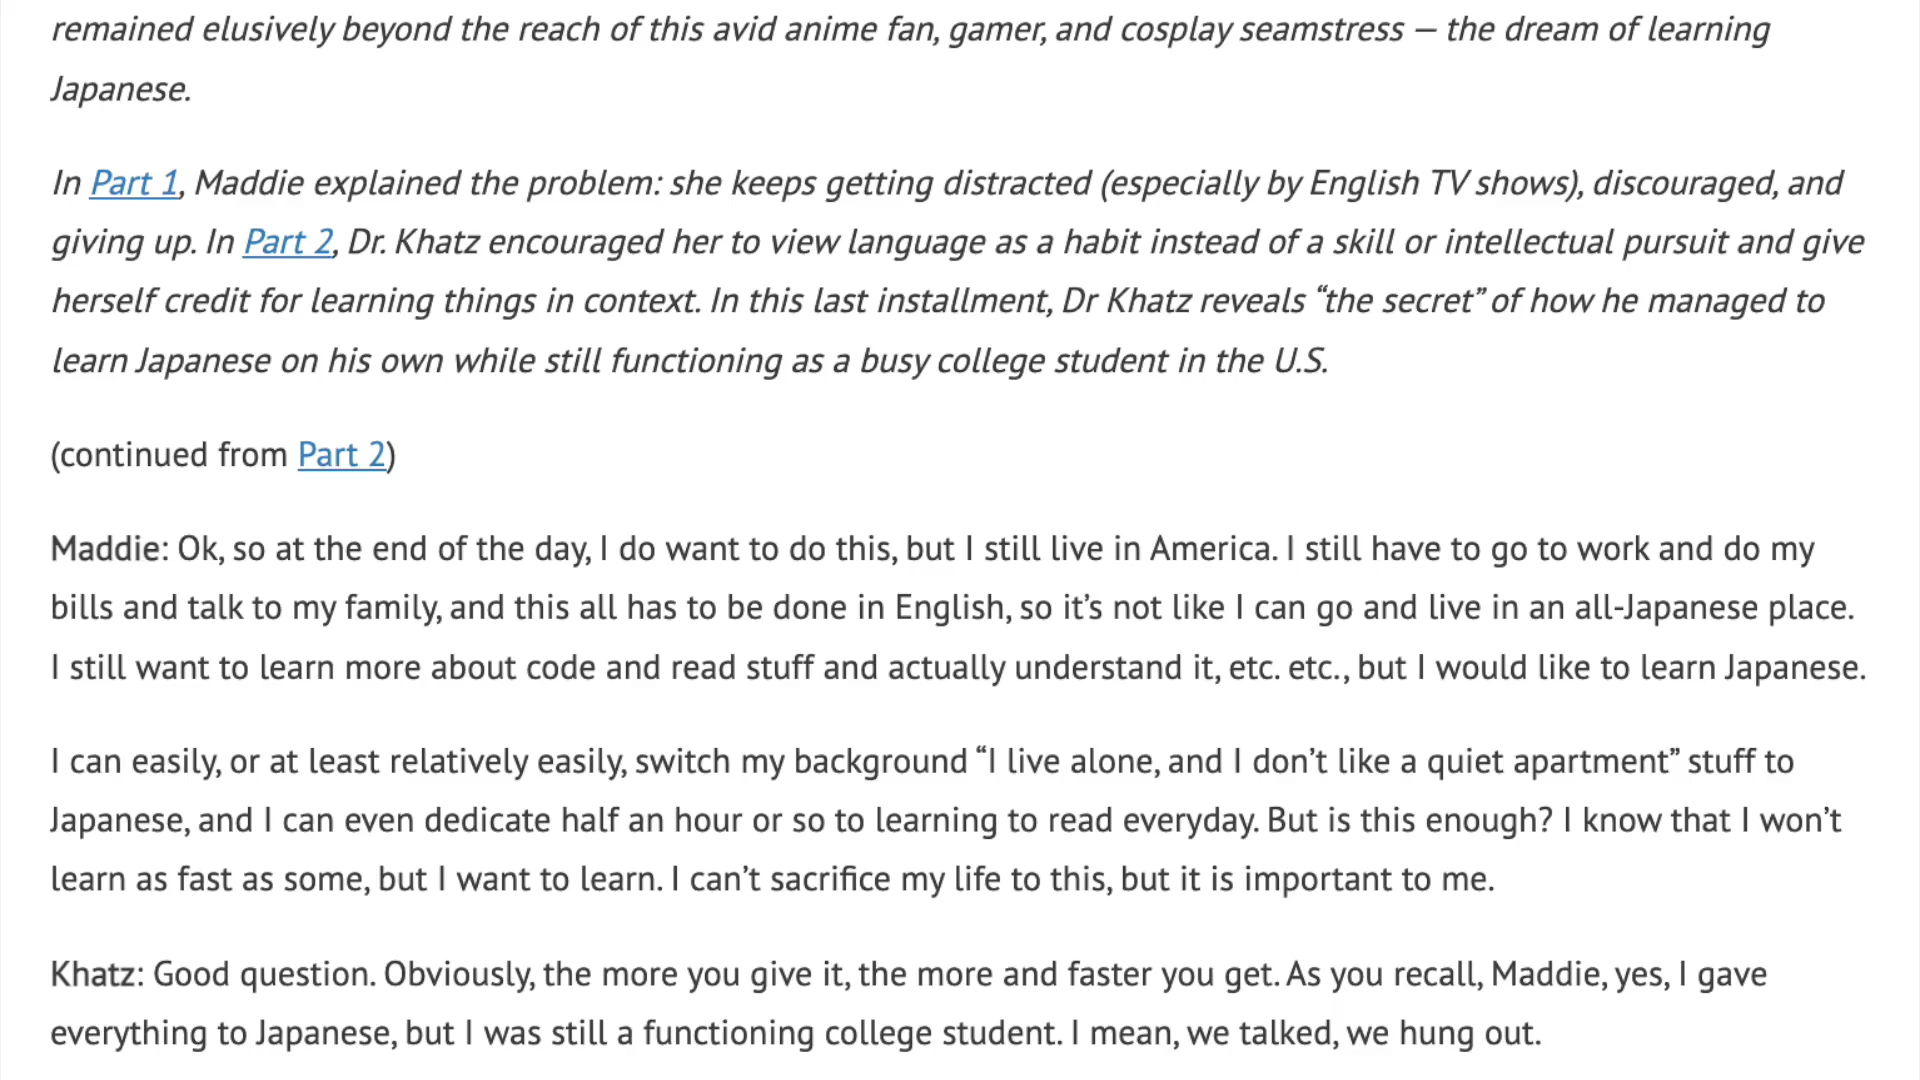 remained elusively beyond the reach of this avid anime fan, gamer, and cosplay seamstress — the dream of learning
Japanese.
In Part 1, Maddie explained the problem: she keeps getting distracted (especially by English TV shows), discouraged, and
giving up. In Part 2, Dr. Khatz encouraged her to view language as a habit instead of a skill or intellectual pursuit and give
herself credit for learning things in context. In this last installment, Dr Khatz reveals “the secret” of how he managed to
learn Japanese on his own while still functioning as a busy college student in the U.S.
(continued from Part 2)
Maddie: Ok, so at the end of the day, I do want to do this, but I still live in America. I still have to go to work and do my
bills and talk to my family, and this all has to be done in English, so it’s not like I can go and live in an all-Japanese place.
I still want to learn more about code and read stuff and actually understand it, etc. etc., but I would like to learn Japanese.
I can easily, or at least relatively easily, switch my background “I live alone, and I don’t like a quiet apartment” stuff to
Japanese, and I can even dedicate half an hour or so to learning to read everyday. But is this enough? I know that I won’t
learn as fast as some, but I want to learn. I can’t sacrifice my life to this, but it is important to me.
Khatz: Good question. Obviously, the more you give it, the more and faster you get. As you recall, Maddie, yes, I gave
everything to Japanese, but I was still a functioning college student. I mean, we talked, we hung out.